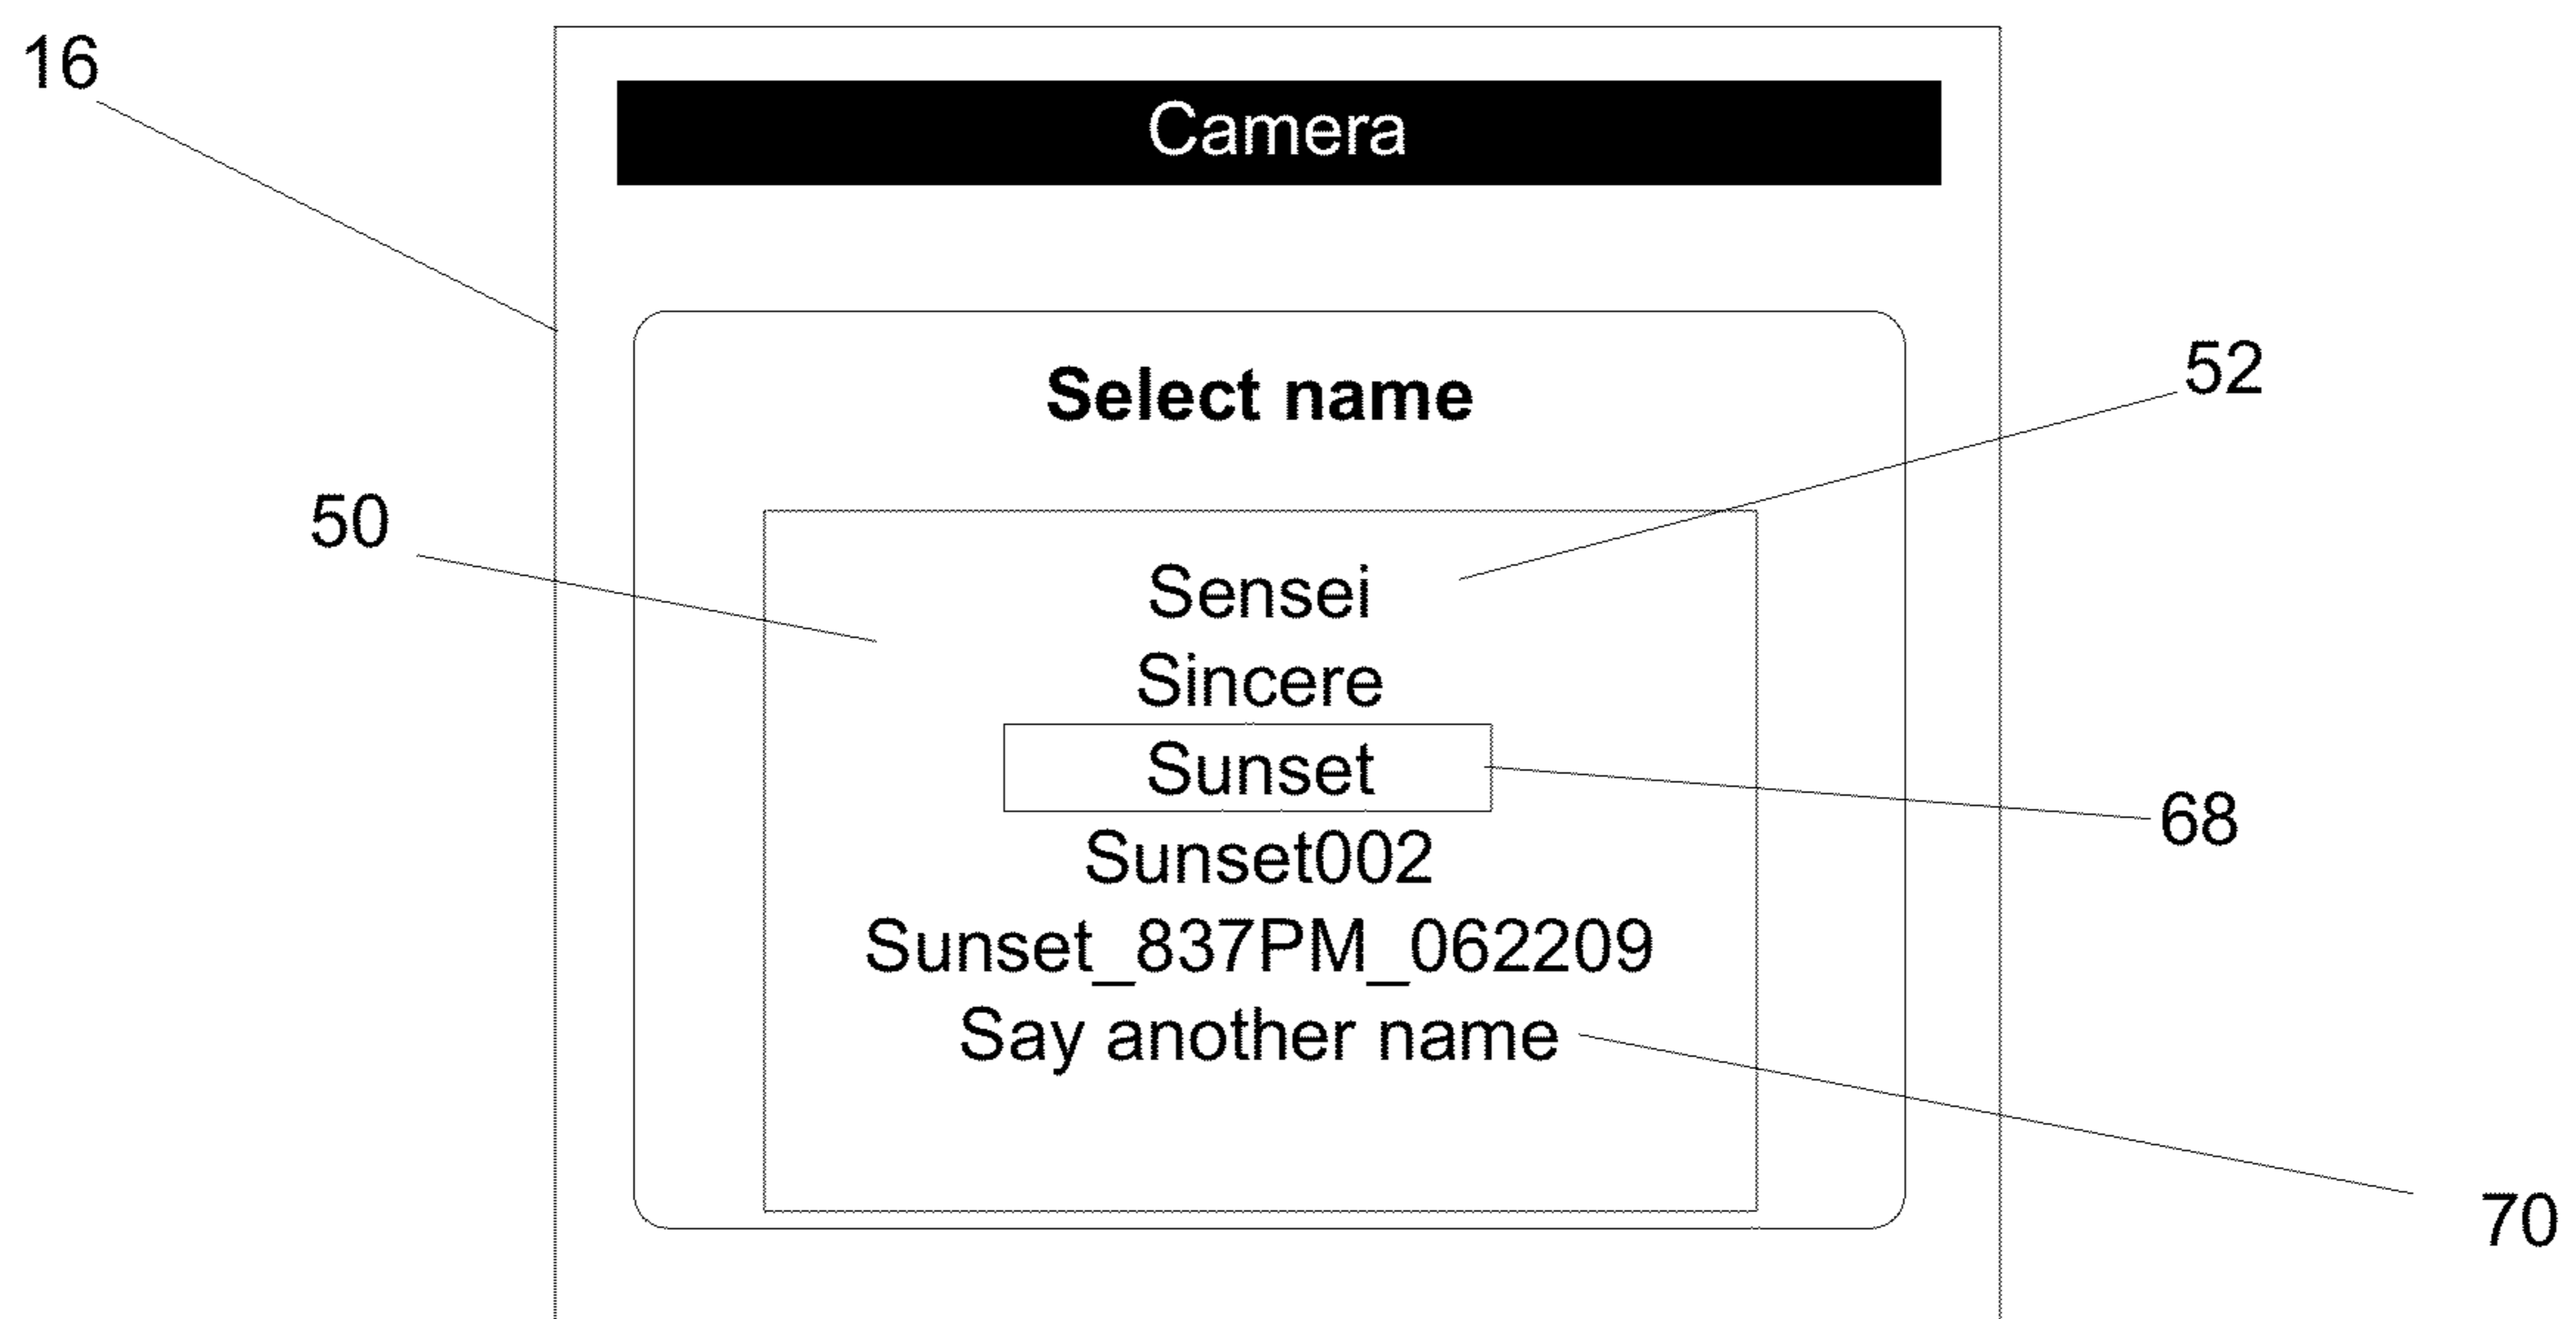 16
Camera
Select name
52
50
Sensei
Sincere
Sunset
68
Sunset002
Sunset_837PM_062209
Say another name
70